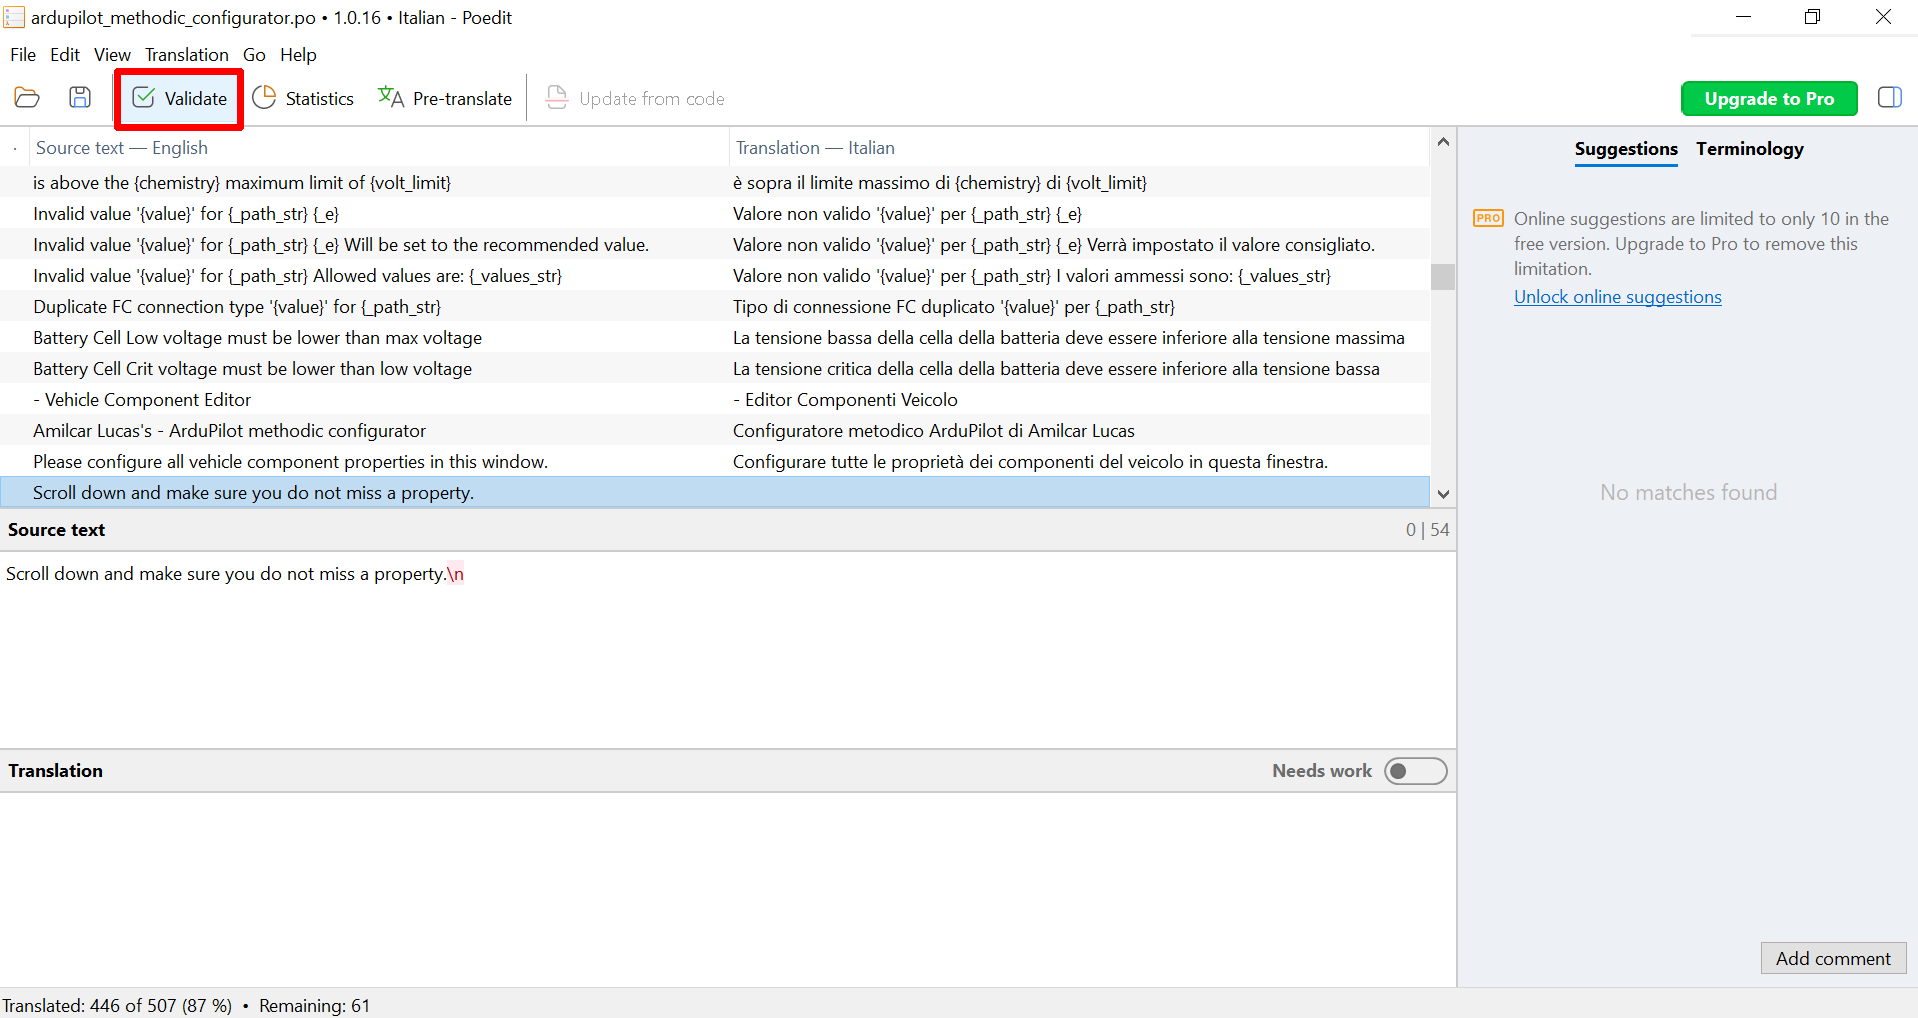 ardupilot_methodic_configurator.po • 1.0.16 • Italian - Poedit
File Edit View Translation Go Help
Validate Statistics Pre-translate Update from code Upgrade to Pro
Source text — English Translation — Italian
is above the {chemistry} maximum limit of {volt_limit} è sopra il limite massimo di {chemistry} di {volt_limit}
Invalid value '{value}' for {_path_str} {_e} Valore non valido '{value}' per {_path_str} {_e}
Invalid value '{value}' for {_path_str} {_e} Will be set to the recommended value. Valore non valido '{value}' per {_path_str} {_e} Verrà impostato il valore consigliato.
Invalid value '{value}' for {_path_str} Allowed values are: {_values_str} Valore non valido '{value}' per {_path_str} I valori ammessi sono: {_values_str}
Duplicate FC connection type '{value}' for {_path_str} Tipo di connessione FC duplicato '{value}' per {_path_str}
Battery Cell Low voltage must be lower than max voltage La tensione bassa della cella della batteria deve essere inferiore alla tensione massima
Battery Cell Crit voltage must be lower than low voltage La tensione critica della cella della batteria deve essere inferiore alla tensione bassa
- Vehicle Component Editor - Editor Componenti Veicolo
Amilcar Lucas's - ArduPilot methodic configurator Configuratore metodico ArduPilot di Amilcar Lucas
Please configure all vehicle component properties in this window. Configurare tutte le proprietà dei componenti del veicolo in questa finestra.
Scroll down and make sure you do not miss a property.
Source text 0 | 54
Scroll down and make sure you do not miss a property.\n
Translation Needs work
Translated: 446 of 507 (87 %) • Remaining: 61
Suggestions Terminology
PRO Online suggestions are limited to only 10 in the
free version. Upgrade to Pro to remove this
limitation.
Unlock online suggestions
No matches found
Add comment